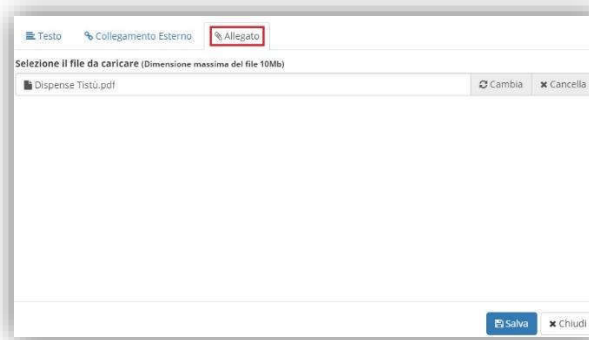 Testo Collegamento Esterno Allegato
Selezione il file da caricare (Dimensione massima del file 10Mb)
Dispense Tistù.pdf Cambia Cancella
Salva Chiudi